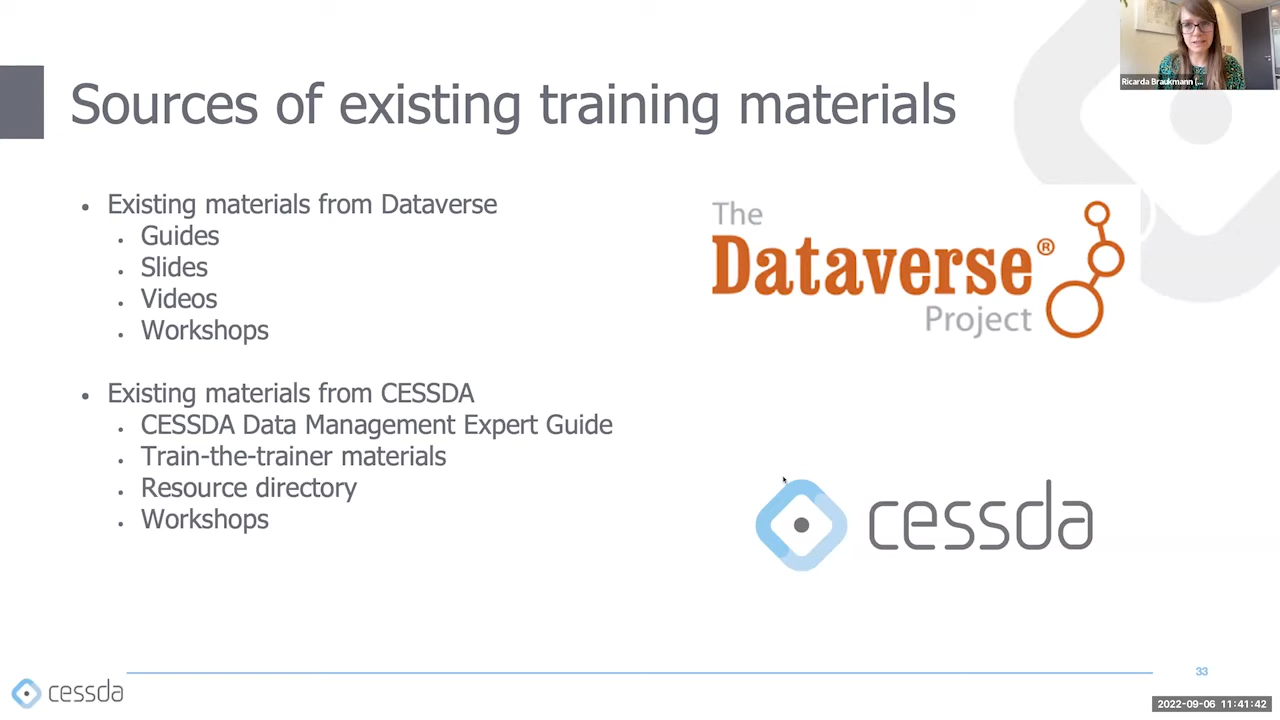 Sources of existing training materials
Ricarda Braukmann (...
• Existing materials from Dataverse
• Guides
• Slides
• Videos
• Workshops
The
Dataverse®
Project
• Existing materials from CESSDA
• CESSDA Data Management Expert Guide
• Train-the-trainer materials
• Resource directory
• Workshops
cessda
cessda
33
2022-09-06 11:41:42